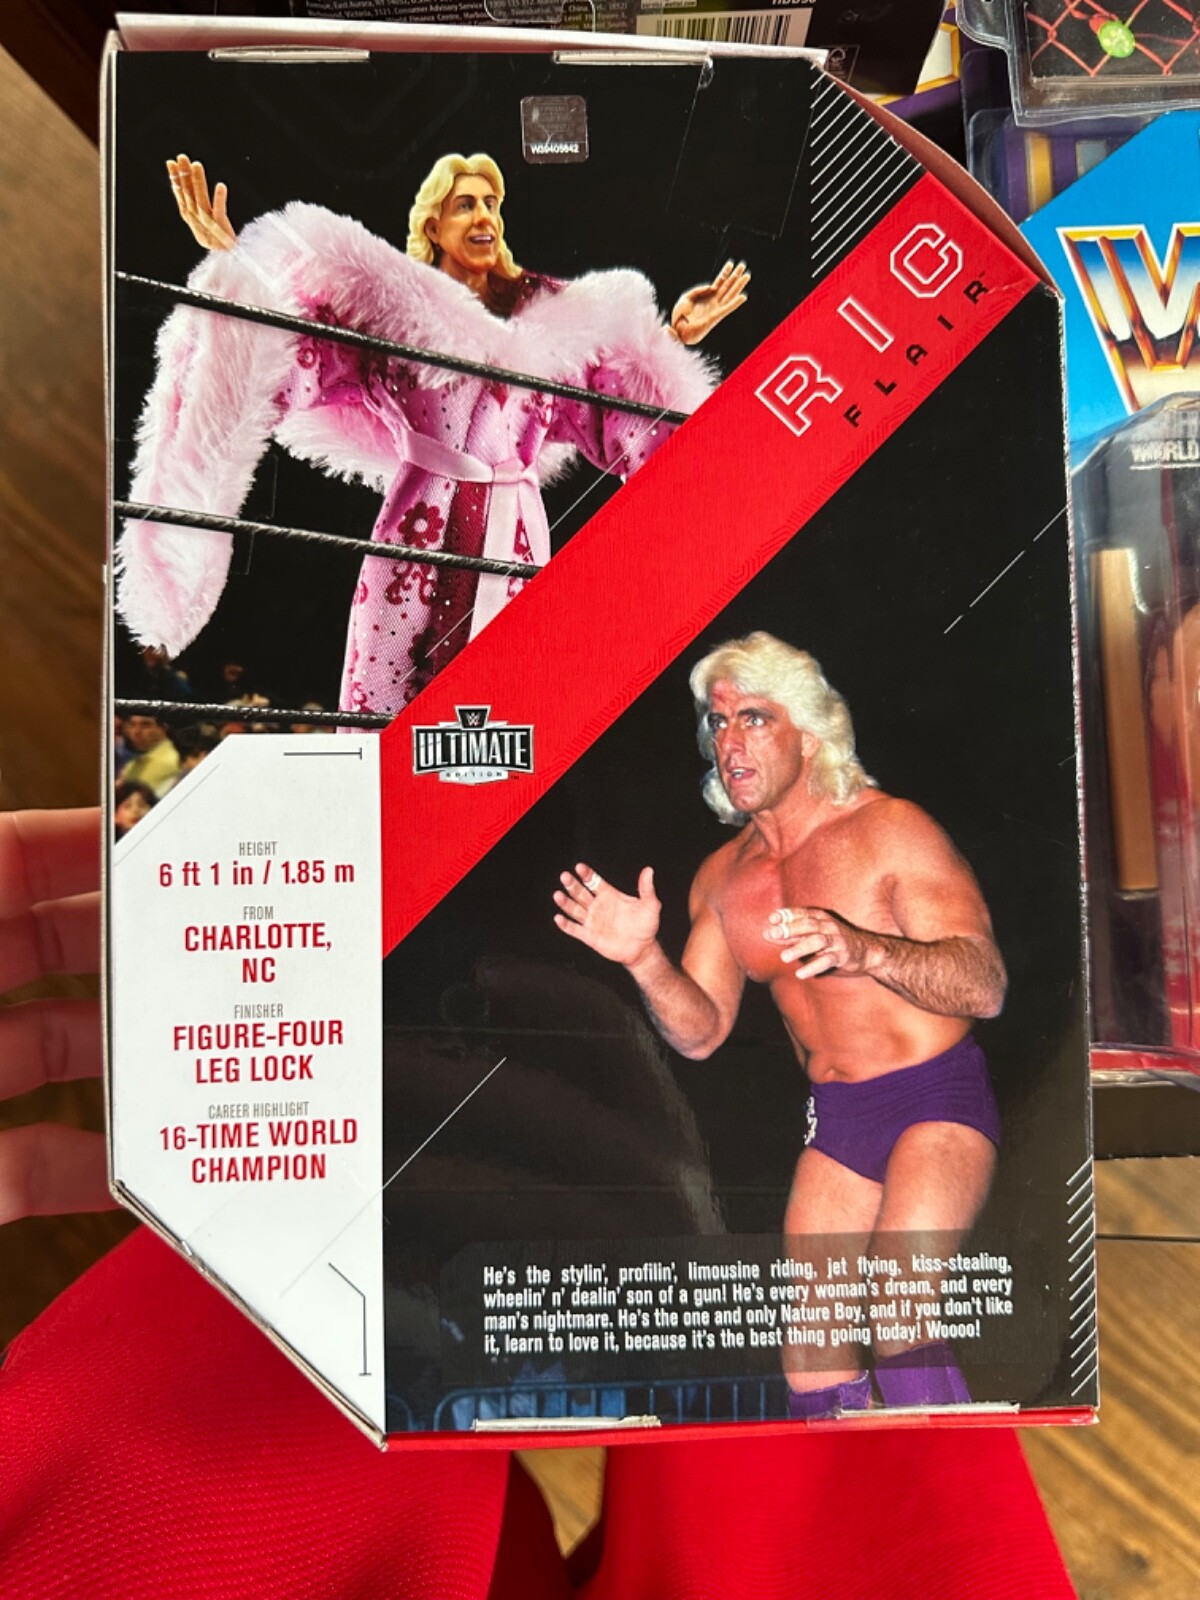 W39405642
RIC
FLAIR
W
ULTIMATE
EDITION
HEIGHT
6 ft 1 in / 1.85 m
FROM
CHARLOTTE,
NC
FINISHER
FIGURE-FOUR
LEG LOCK
CAREER HIGHLIGHT
16-TIME WORLD
CHAMPION
He's the stylin', profilin', limousine riding, jet flying, kiss-stealing,
wheelin' n' dealin' son of a gun! He's every woman's dream, and every
man's nightmare. He's the one and only Nature Boy, and if you don't like
it, learn to love it, because it's the best thing going today! Woooo!